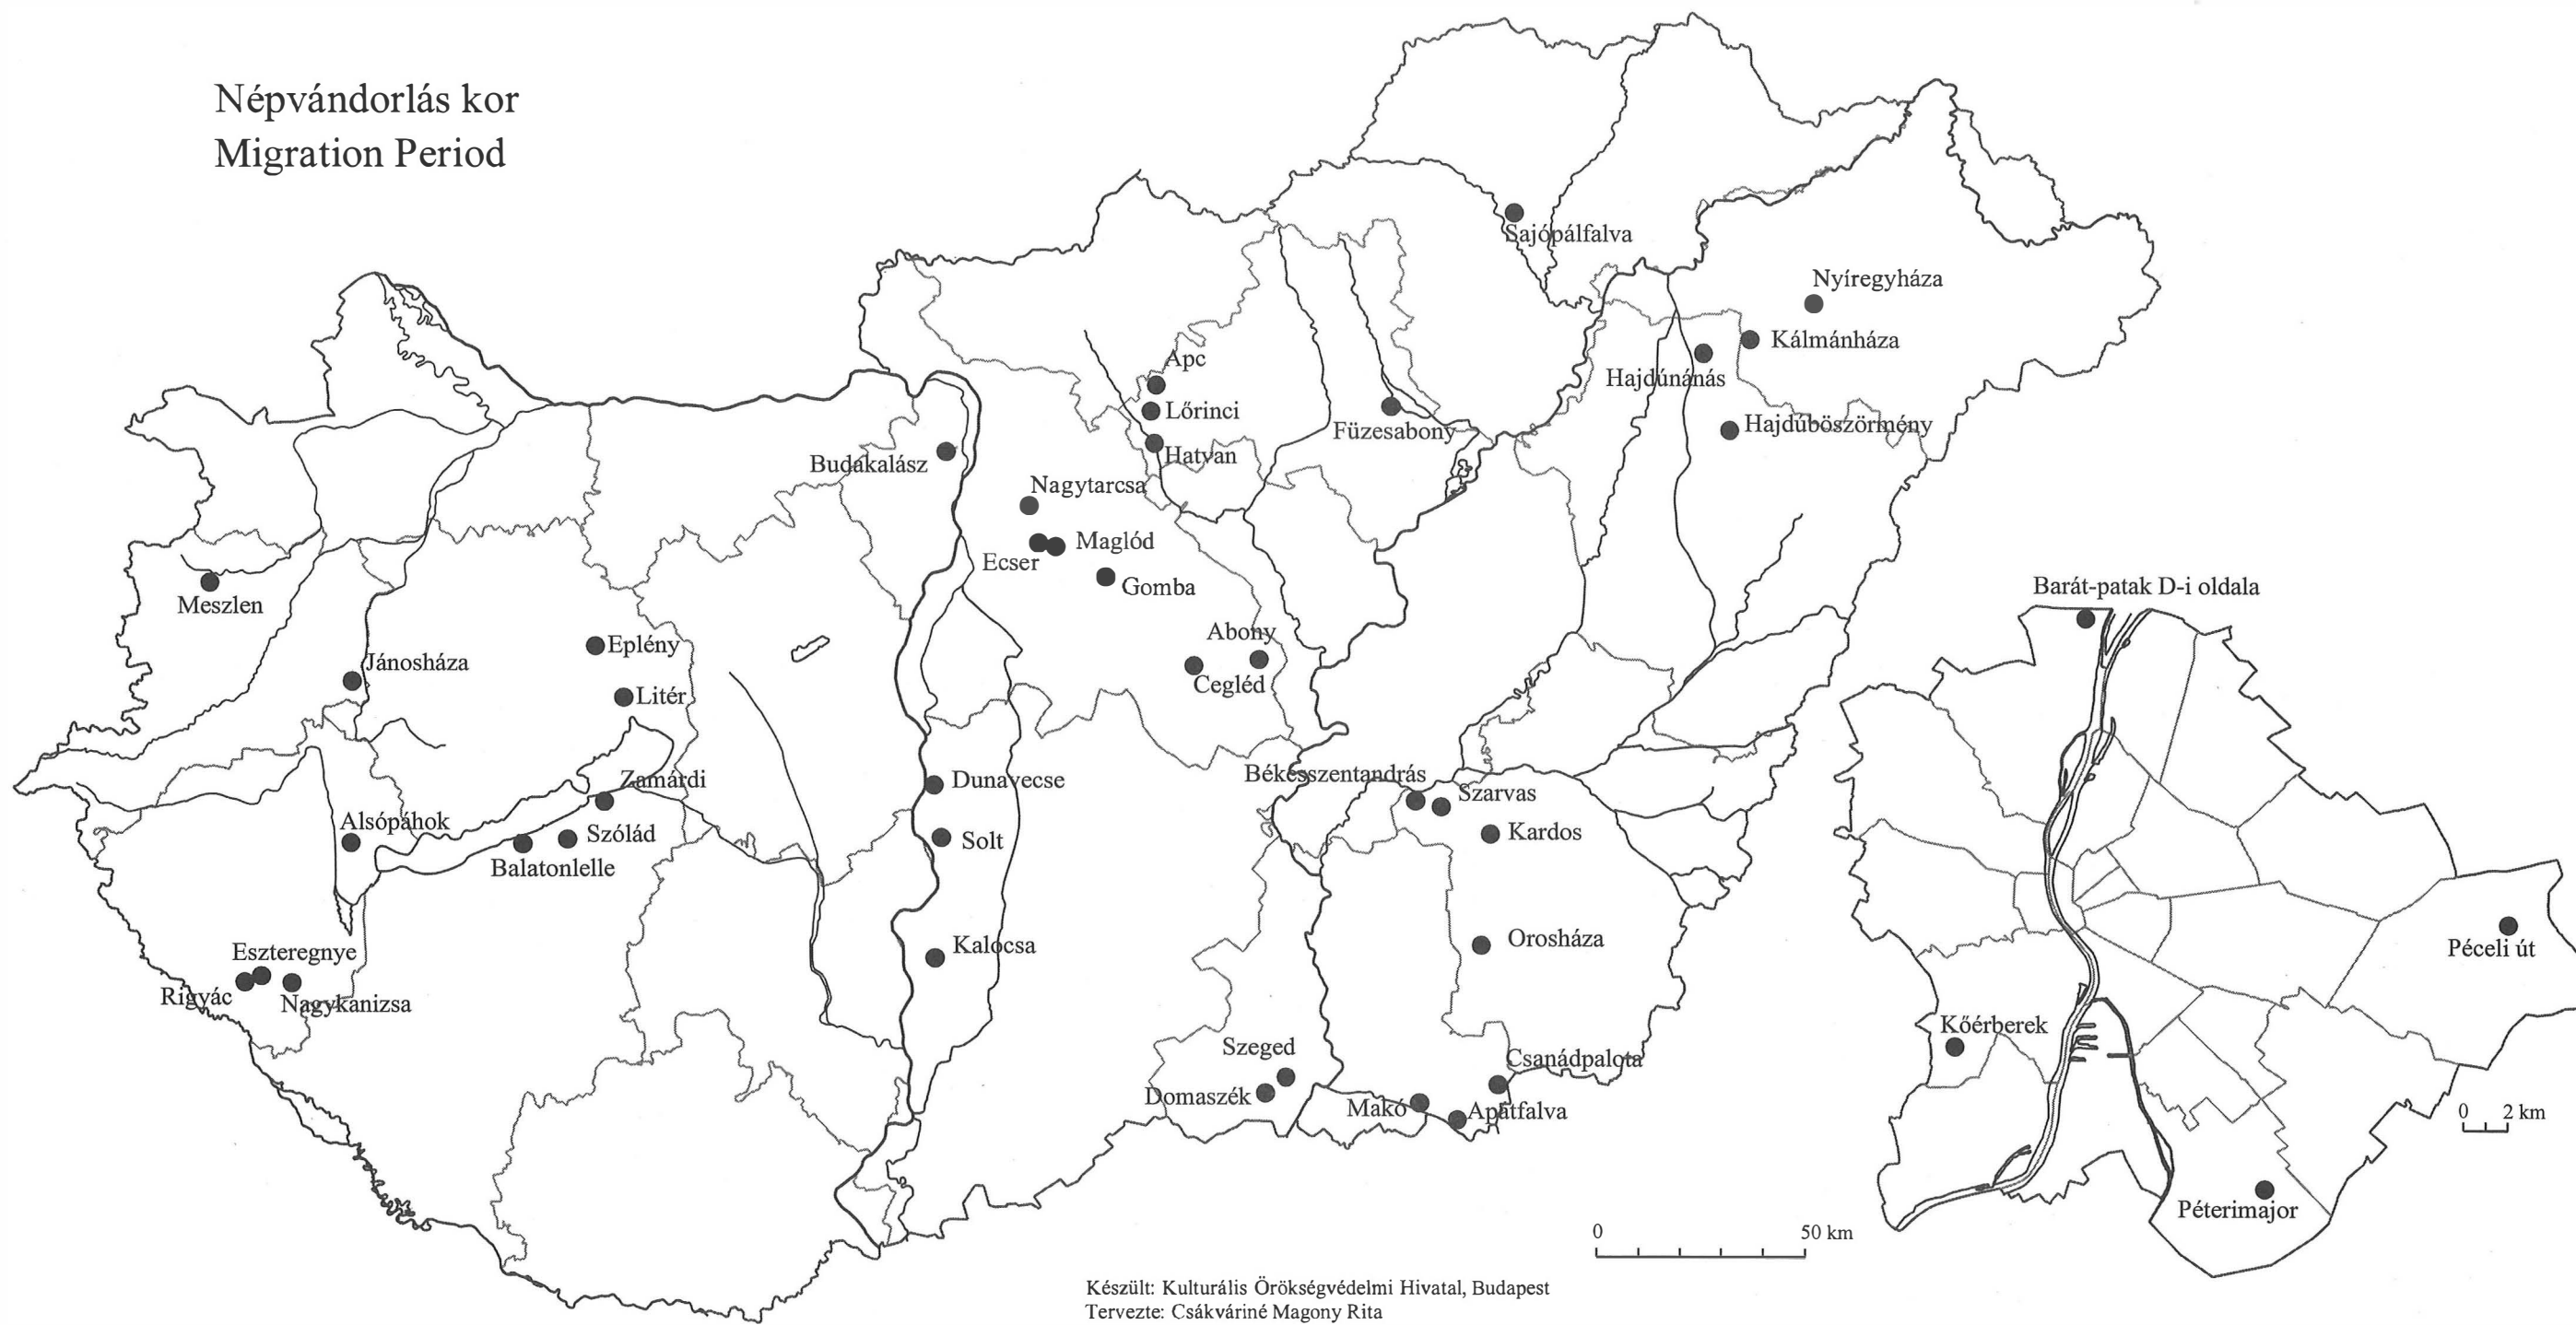 Népvándorlás kor
Migration Period
Sajópálfalva
Nyíregyháza
Kálmánháza
Hajdúnánás
Hajdúböszörmény
Apc
Lőrinci
Hatvan
Füzesabony
Budakalász
Nagytarcsa
Maglód
Ecser
Gomba
Abony
Cegléd
Meszlen
Jánosháza
Eplény
Litér
Zamárdi
Szólád
Balatonlelle
Alsópáhok
Eszteregnye
Rigyác
Nagykanizsa
Dunavecse
Solt
Kalocsa
Békésszentandrás
Szarvas
Kardos
Orosháza
Szeged
Domaszék
Makó
Csanádpalota
Apátfalva
Barát-patak D-i oldala
Péceli út
Kőérberek
Péterimajor
0 2 km
0 50 km
Készült: Kulturális Örökségvédelmi Hivatal, Budapest
Tervezte: Csákváriné Magony Rita